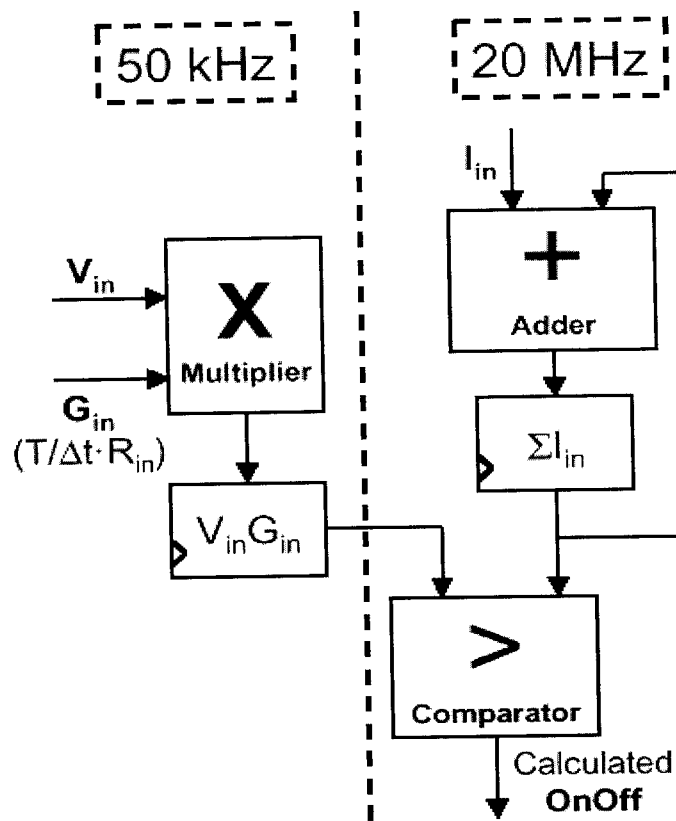 50 kHz
20 MHz
I_in
V_in
X
Multiplier
G_in
(T/Δt·R_in)
V_inG_in
+
Adder
ΣI_in
>
Comparator
Calculated
OnOff